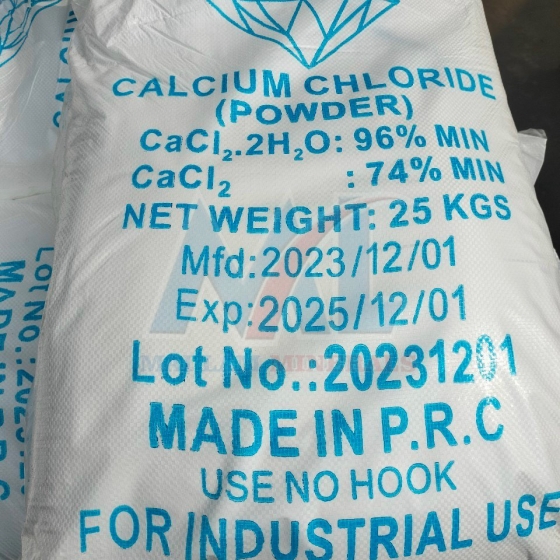 CALCIUM CHLORIDE
(POWDER)
CaCl₂.2H₂O: 96% MIN
CaCl₂ : 74% MIN
NET WEIGHT: 25 KGS
Mfd:2023/12/01
Exp:2025/12/01
Lot No.:20231201
MADE IN P.R.C
USE NO HOOK
FOR INDUSTRIAL USE